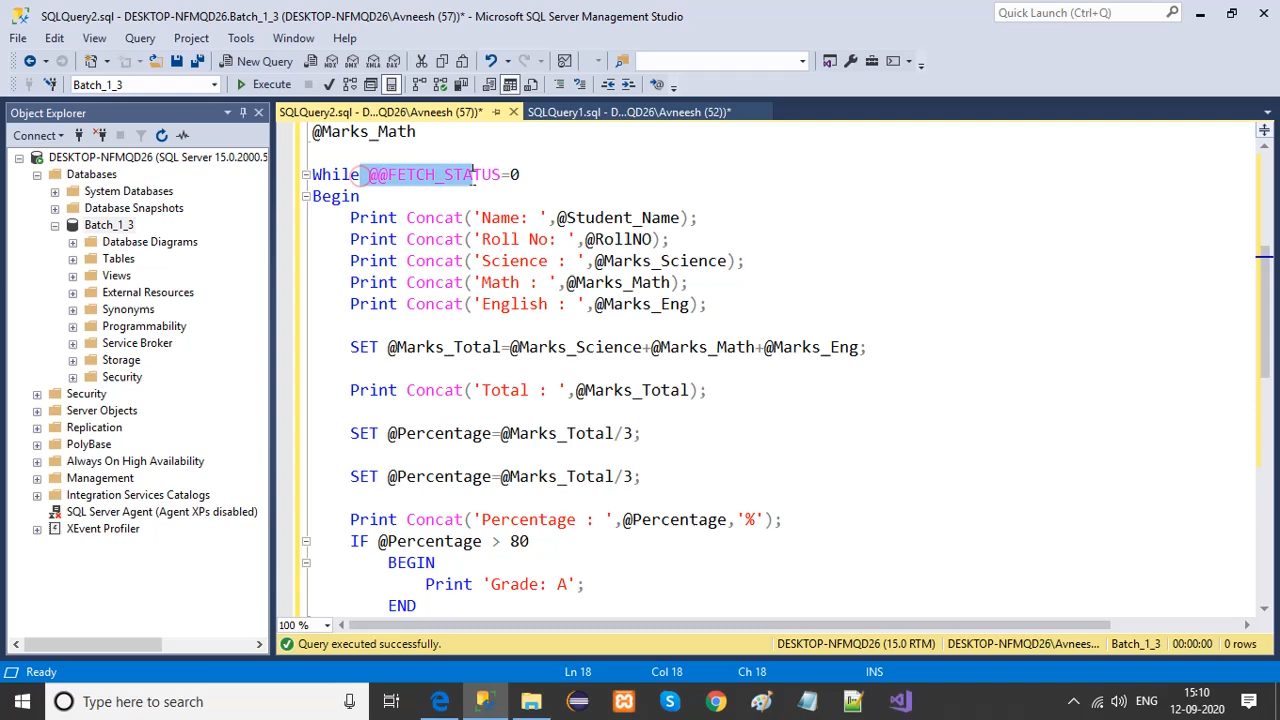 SQLQuery2.sql - DESKTOP-NFMQD26.Batch_1_3 (DESKTOP-NFMQD26\Avneesh (57))* - Microsoft SQL Server Management Studio
Quick Launch (Ctrl+Q)
File Edit View Query Project Tools Window Help
New Query
Batch_1_3
Execute
Object Explorer
SQLQuery2.sql - D...QD26\Avneesh (57))*
SQLQuery1.sql - D...QD26\Avneesh (52))*
Connect
DESKTOP-NFMQD26 (SQL Server 15.0.2000.5
Databases
System Databases
Database Snapshots
Batch_1_3
Database Diagrams
Tables
Views
External Resources
Synonyms
Programmability
Service Broker
Storage
Security
Security
Server Objects
Replication
PolyBase
Always On High Availability
Management
Integration Services Catalogs
SQL Server Agent (Agent XPs disabled)
XEvent Profiler
@Marks_Math
While @@FETCH_STATUS=0
Begin
Print Concat('Name: ',@Student_Name);
Print Concat('Roll No: ',@RollNO);
Print Concat('Science : ',@Marks_Science);
Print Concat('Math : ',@Marks_Math);
Print Concat('English : ',@Marks_Eng);
SET @Marks_Total=@Marks_Science+@Marks_Math+@Marks_Eng;
Print Concat('Total : ',@Marks_Total);
SET @Percentage=@Marks_Total/3;
SET @Percentage=@Marks_Total/3;
Print Concat('Percentage : ',@Percentage,'%');
IF @Percentage > 80
BEGIN
Print 'Grade: A';
END
100 %
Query executed successfully.
DESKTOP-NFMQD26 (15.0 RTM)
DESKTOP-NFMQD26\Avnees...
Batch_1_3
00:00:00
0 rows
Ready
Ln 18
Col 18
Ch 18
INS
Type here to search
ENG
15:10
12-09-2020